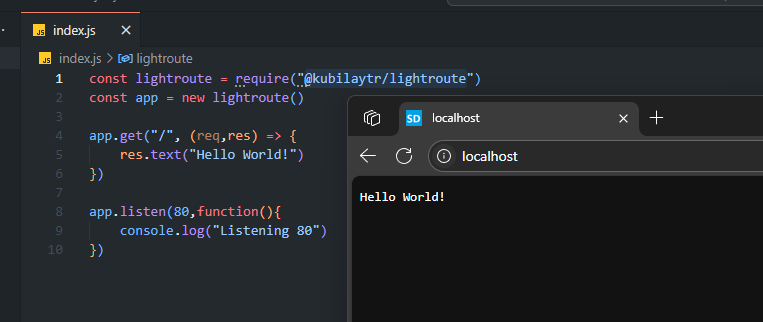 JS index.js
JS index.js > lightroute
1 const lightroute = require("@kubilaytr/lightroute")
2 const app = new lightroute()
3
4 app.get("/", (req,res) => {
5 res.text("Hello World!")
6 })
7
8 app.listen(80,function(){
9 console.log("Listening 80")
10 })
SD localhost
localhost
Hello World!